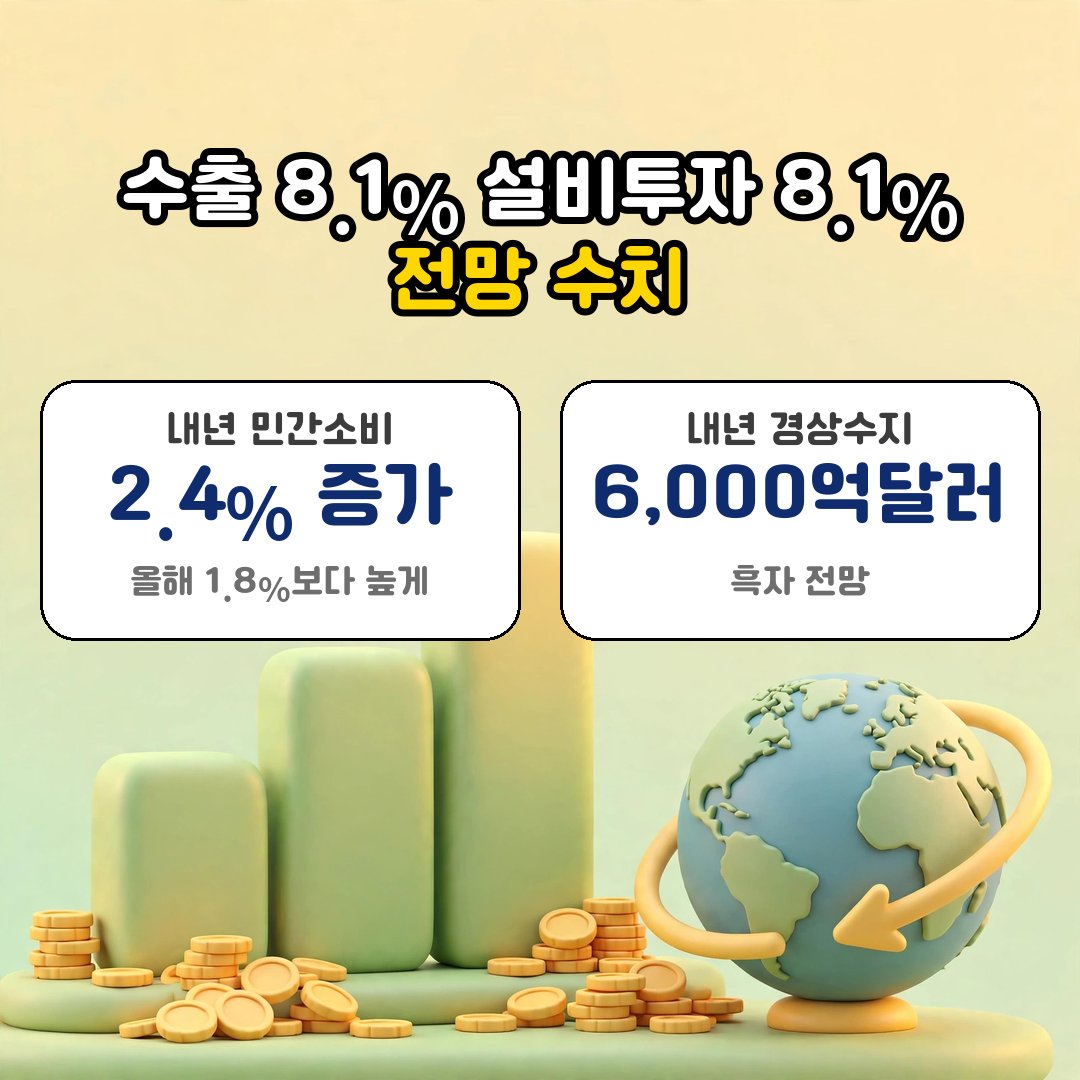 수출 8.1% 설비투자 8.1%
전망 수치
내년 민간소비
2.4% 증가
올해 1.8%보다 높게
내년 경상수지
6,000억달러
흑자 전망